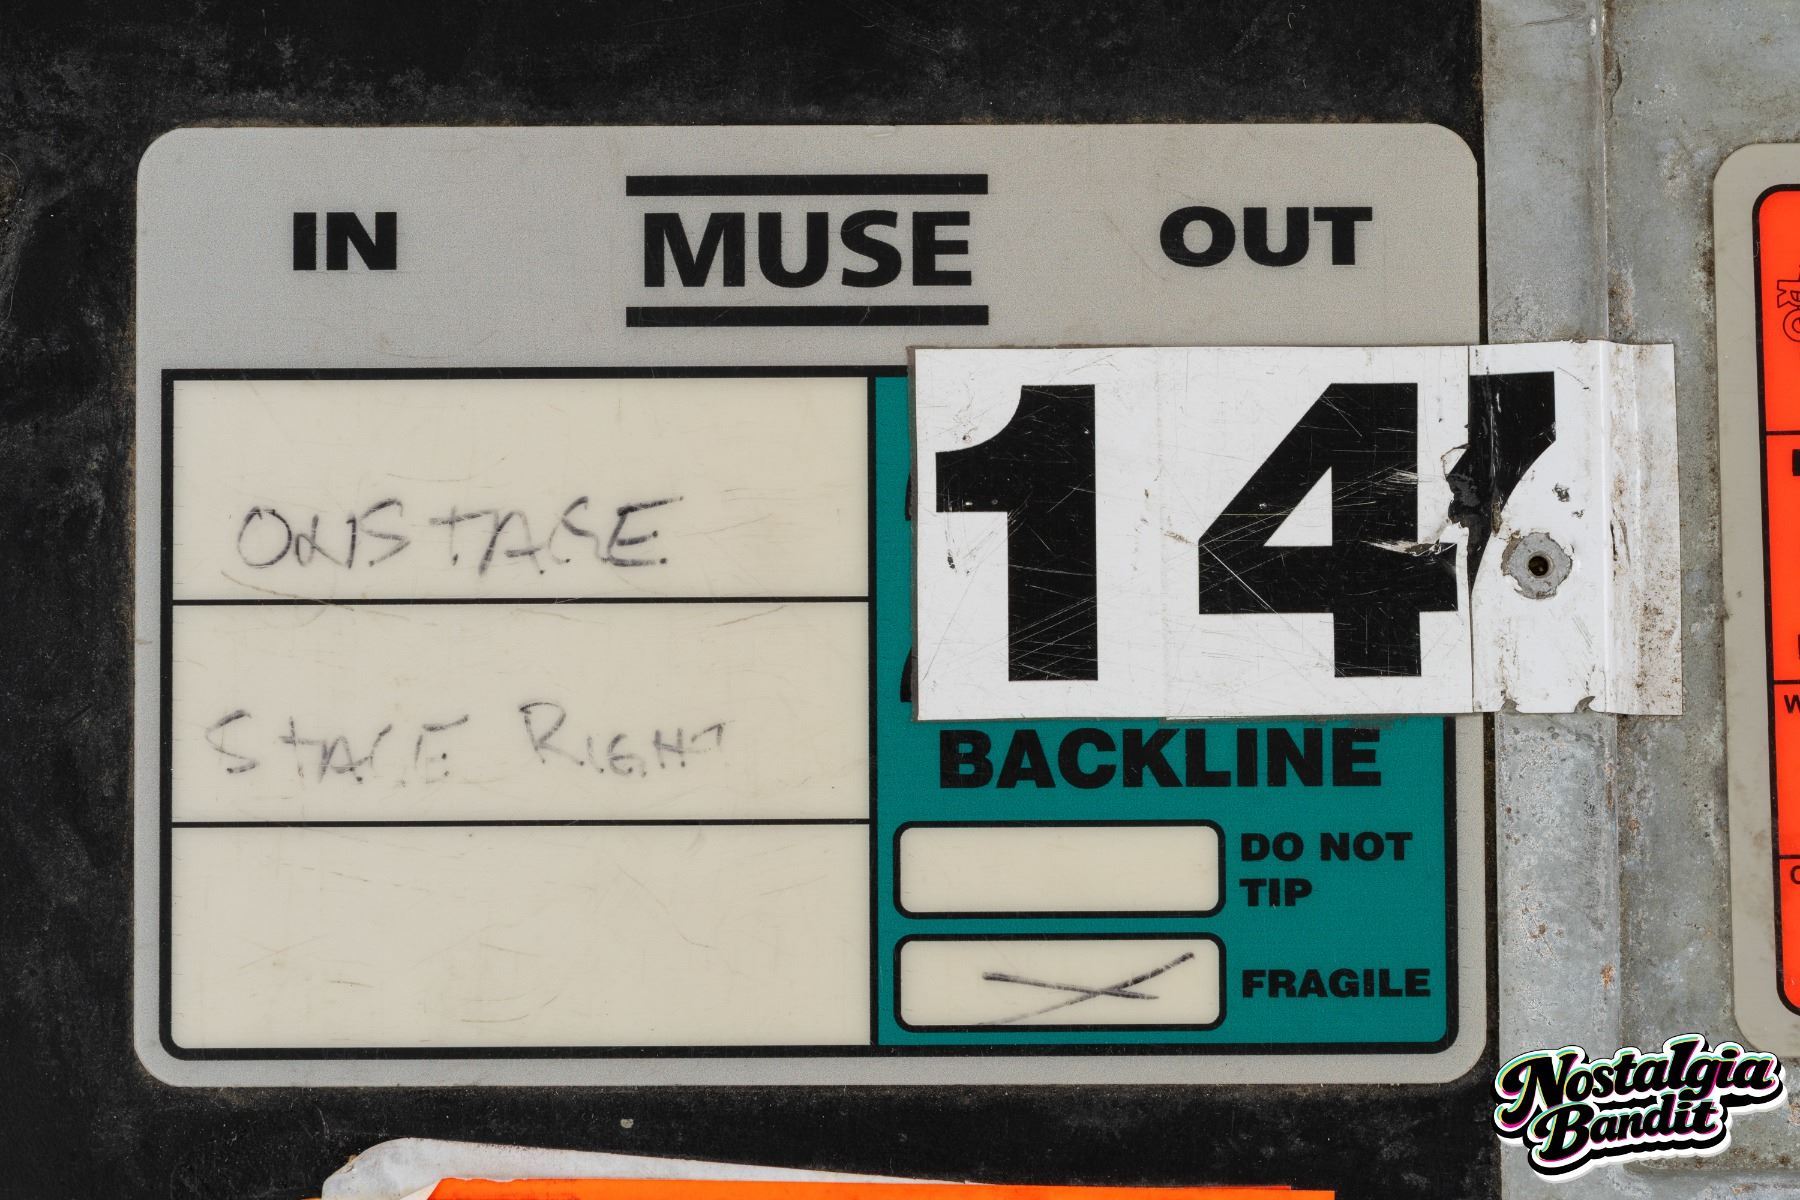 IN MUSE OUT
14
ONSTAGE
STAGE RIGHT
BACKLINE
DO NOT
TIP
FRAGILE
Nostalgia
Bandit